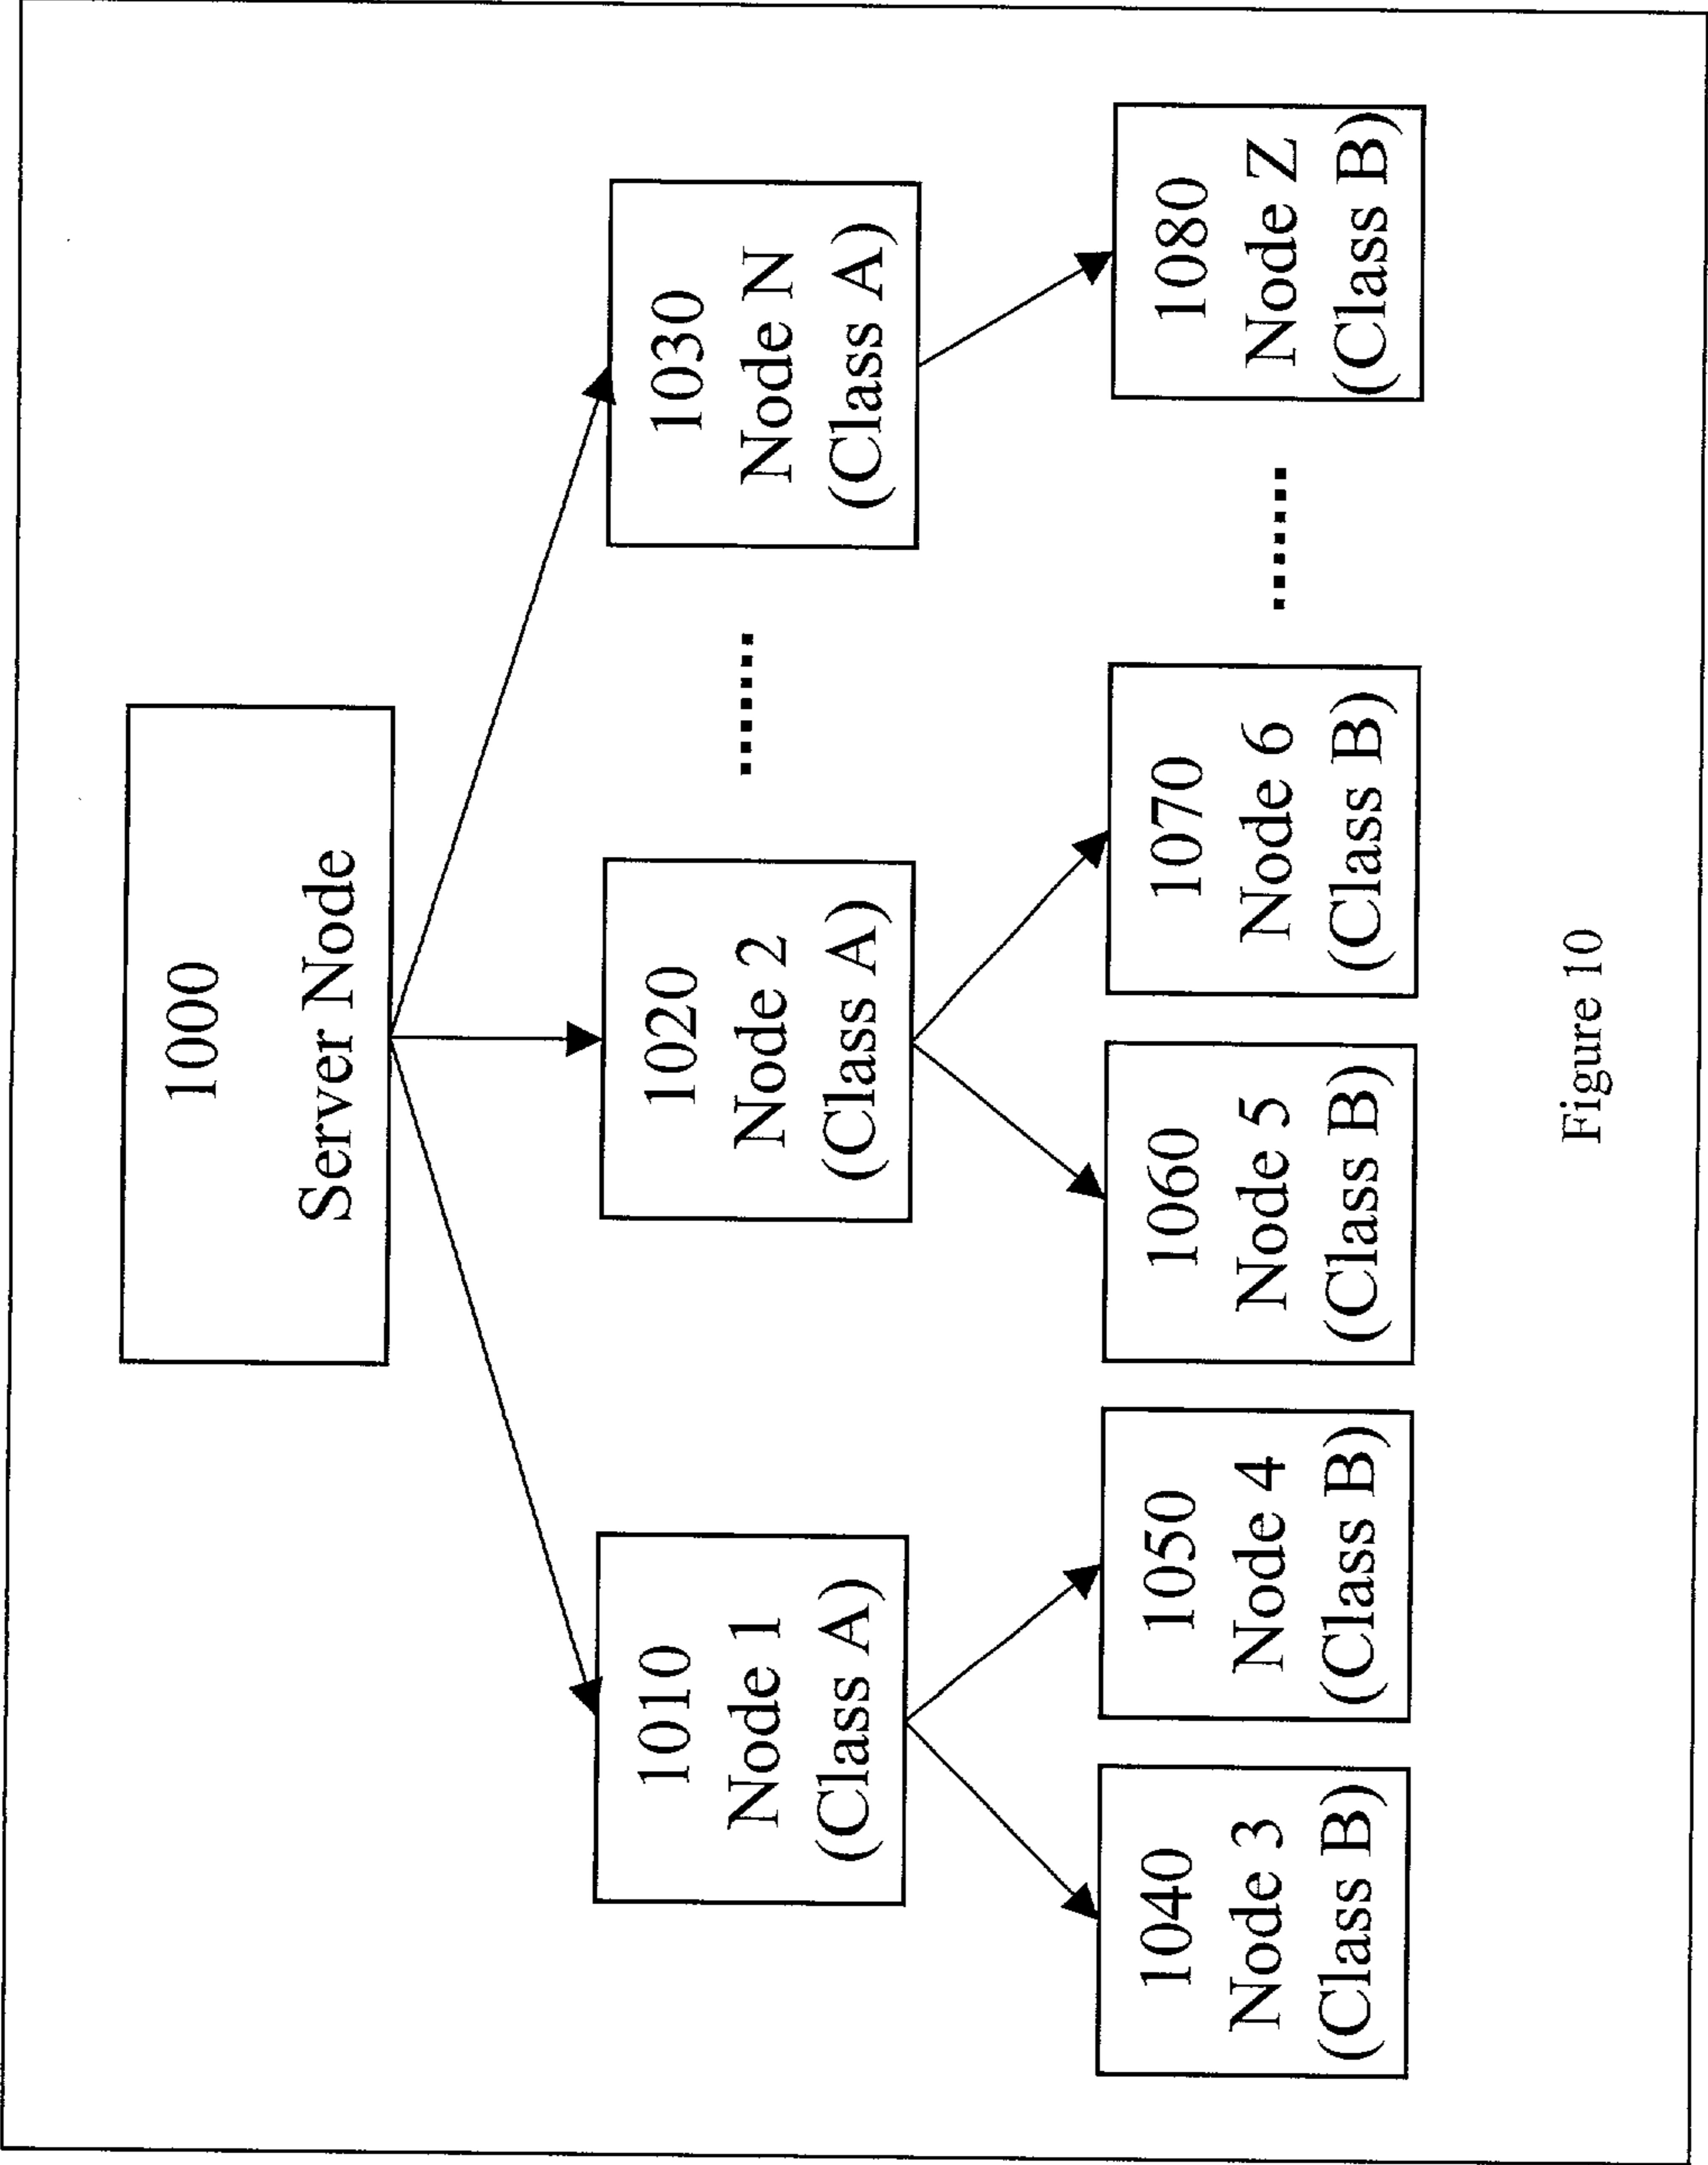 1000
Server Node
1010
Node 1
(Class A)
1020
Node 2
(Class A)
........
1030
Node N
(Class A)
1040
Node 3
(Class B)
1050
Node 4
(Class B)
1060
Node 5
(Class B)
1070
Node 6
(Class B)
........
1080
Node Z
(Class B)
Figure 10